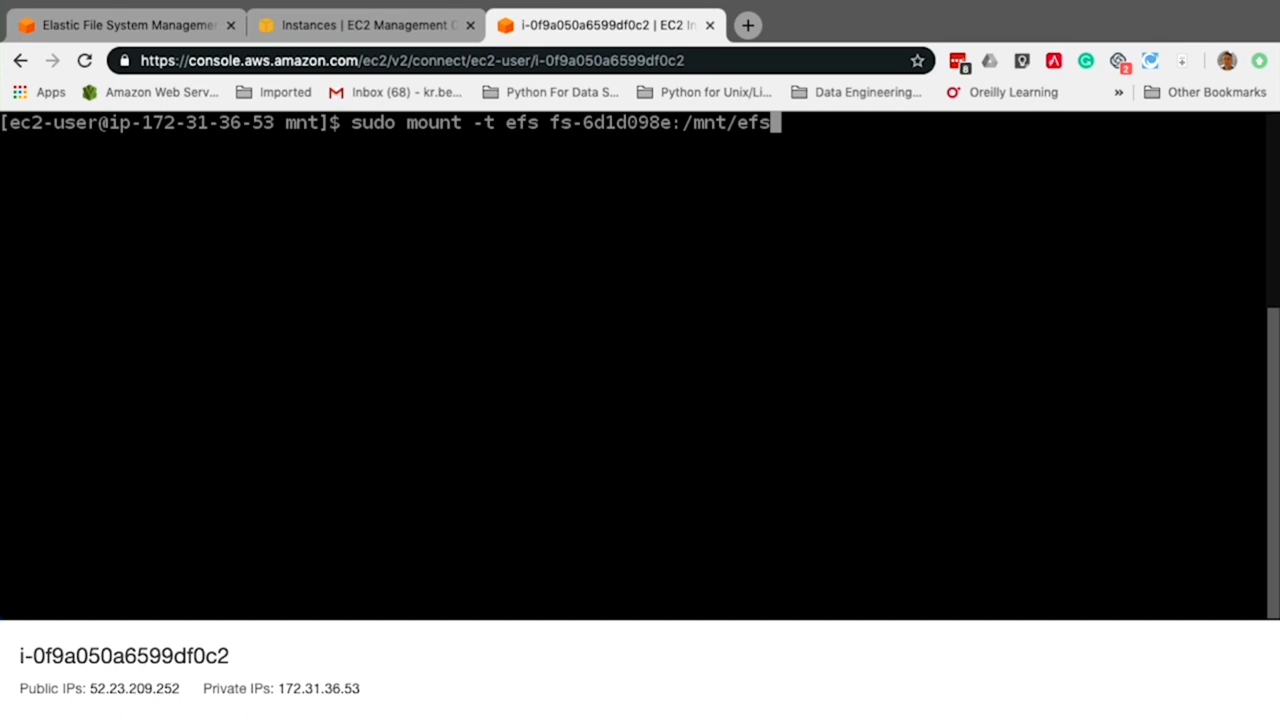 Elastic File System Manageme
Instances | EC2 Management C
i-0f9a050a6599df0c2 | EC2 In
https://console.aws.amazon.com/ec2/v2/connect/ec2-user/i-0f9a050a6599df0c2
8
2
Apps
Amazon Web Serv...
Imported
Inbox (68) - kr.be...
Python For Data S...
Python for Unix/Li...
Data Engineering...
Oreilly Learning
»
Other Bookmarks
[ec2-user@ip-172-31-36-53 mnt]$ sudo mount -t efs fs-6d1d098e:/mnt/efs
i-0f9a050a6599df0c2
Public IPs: 52.23.209.252 Private IPs: 172.31.36.53